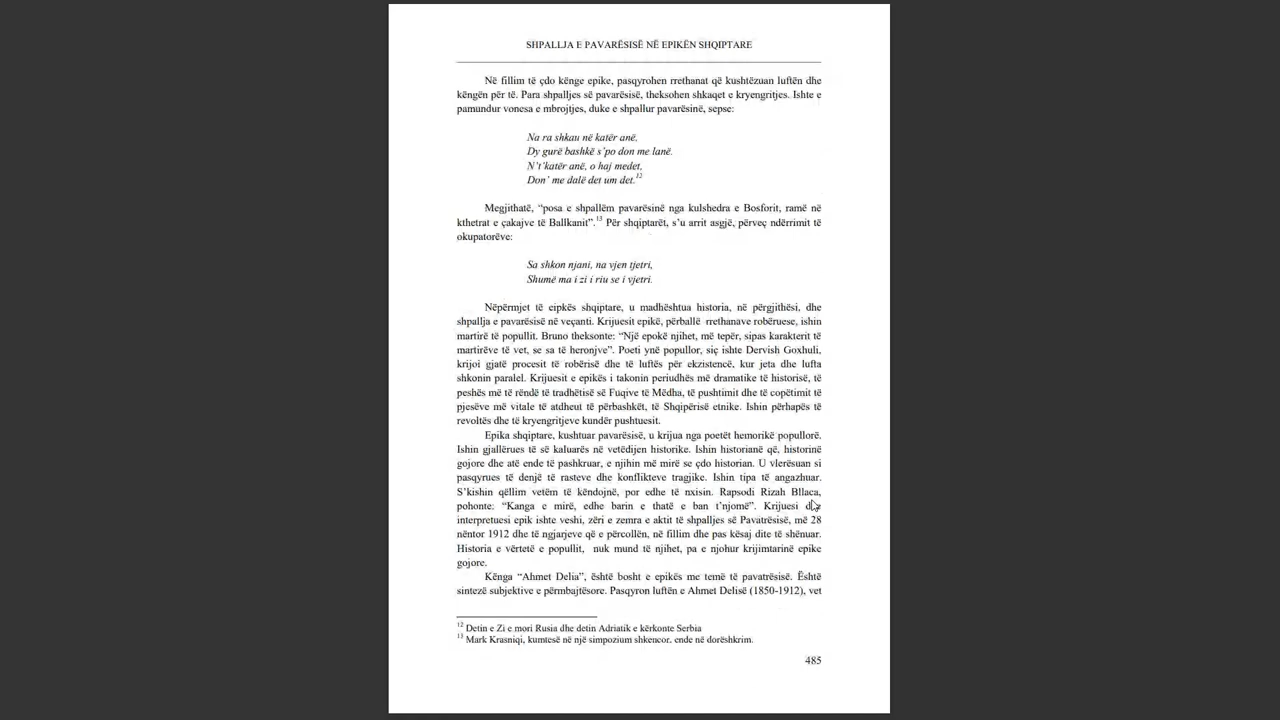 SHPALLJA E PAVARËSISË NË EPIKËN SHQIPTARE
Në fillim të çdo kënge epike, pasqyrohen rrethanat që kushtëzuan luftën dhe
këngën për të. Para shpalljes së pavarësisë, theksohen shkaqet e kryengritjes. Ishte e
pamundur vonesa e mbrojtjes, duke e shpallur pavarësinë, sepse:
Na ra shkau në katër anë,
Dy gurë bashkë s’po don me lanë.
N’t’katër anë, o haj medet,
Don’ me dalë det um det.12
Megjithatë, “posa e shpallëm pavarësinë nga kulshedra e Bosforit, ramë në
kthetrat e çakajve të Ballkanit”.13 Për shqiptarët, s’u arrit asgjë, përveç ndërrimit të
okupatorëve:
Sa shkon njani, na vjen tjetri,
Shumë ma i zi i riu se i vjetri.
Nëpërmjet të eipkës shqiptare, u madhështua historia, në përgjithësi, dhe
shpallja e pavarësisë në veçanti. Krijuesit epikë, përballë rrethanave robëruese, ishin
martirë të popullit. Bruno theksonte: “Një epokë njihet, më tepër, sipas karakterit të
martirëve të vet, se sa të heronjve”. Poeti ynë popullor, siç ishte Dervish Goxhuli,
krijoi gjatë procesit të robërisë dhe të luftës për ekzistencë, kur jeta dhe lufta
shkonin paralel. Krijuesit e epikës i takonin periudhës më dramatike të historisë, të
peshës më të rëndë të tradhëtisë së Fuqive të Mëdha, të pushtimit dhe të copëtimit të
pjesëve më vitale të atdheut të përbashkët, të Shqipërisë etnike. Ishin përhapës të
revoltës dhe të kryengritjeve kundër pushtuesit.
Epika shqiptare, kushtuar pavarësisë, u krijua nga poetët hemorikë popullorë.
Ishin gjallërues të së kaluarës në vetëdijen historike. Ishin historianë që, historinë
gojore dhe atë ende të pashkruar, e njihin më mirë se çdo historian. U vlerësuan si
pasqyrues të denjë të rasteve dhe konflikteve tragjike. Ishin tipa të angazhuar.
S’kishin qëllim vetëm të këndojnë, por edhe të nxisin. Rapsodi Rizah Bllaca,
pohonte: “Kanga e mirë, edhe barin e thatë e ban t’njomë”. Krijuesi dhe
interpretuesi epik ishte veshi, zëri e zemra e aktit të shpalljes së Pavatrësisë, më 28
nëntor 1912 dhe të ngjarjeve që e përcollën, në fillim dhe pas kësaj dite të shënuar.
Historia e vërtetë e popullit, nuk mund të njihet, pa e njohur krijimtarinë epike
gojore.
Kënga “Ahmet Delia”, është bosht e epikës me temë të pavatrësisë. Është
sintezë subjektive e përmbajtësore. Pasqyron luftën e Ahmet Delisë (1850-1912), vet
12 Detin e Zi e mori Rusia dhe detin Adriatik e kërkonte Serbia
13 Mark Krasniqi, kumtesë në një simpozium shkencor, ende në dorëshkrim.
485